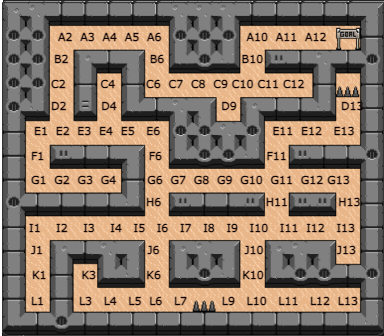 A2 A3 A4 A5 A6 A10 A11 A12 GOAL
B2 B6 B10
C2 C4 C6 C7 C8 C9 C10 C11 C12
D2 D4 D9 D13
E1 E2 E3 E4 E5 E6 E11 E12 E13
F1 F6 F11
G1 G2 G3 G4 G6 G7 G8 G9 G10 G11 G12 G13
H6 H11 H13
I1 I2 I3 I4 I5 I6 I7 I8 I9 I10 I11 I12 I13
J1 J6 J10 J13
K1 K3 K6 K10
L1 L3 L4 L5 L6 L7 L9 L10 L11 L12 L13